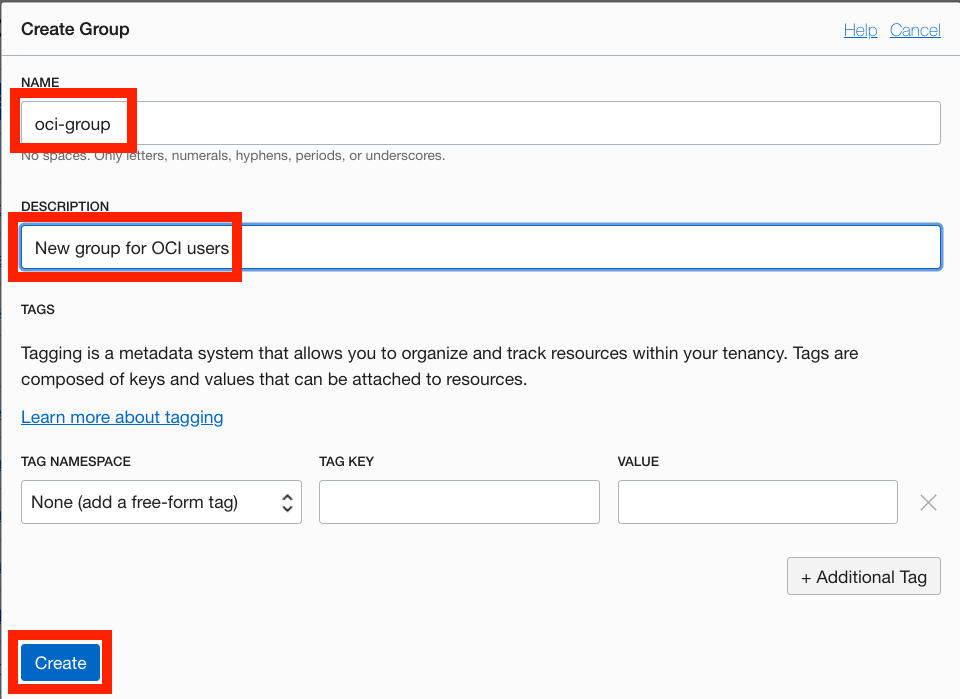 Create Group
Help Cancel
NAME
oci-group
No spaces. Only letters, numerals, hyphens, periods, or underscores.
DESCRIPTION
New group for OCI users
TAGS
Tagging is a metadata system that allows you to organize and track resources within your tenancy. Tags are
composed of keys and values that can be attached to resources.
Learn more about tagging
TAG NAMESPACE TAG KEY VALUE
None (add a free-form tag)
+ Additional Tag
Create